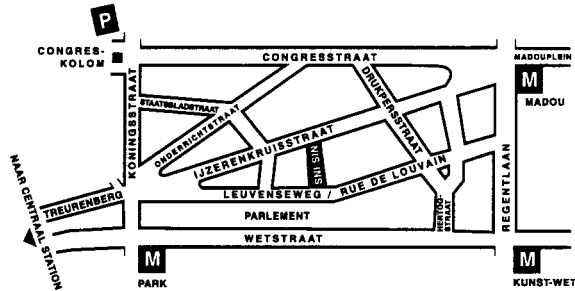 P
CONGRES-
KOLOM
CONGRESSTRAAT
MADOUPLEIN
M
MADOU
KONINGSSTRAAT
STAATSBLADSTRAAT
ONDERRICHTSTRAAT
DRUKPERSSTRAAT
IJZERENKRUISSTRAAT
NIS INS
LEUVENSEWEG / RUE DE LOUVAIN
REGENTLAAN
NAAR CENTRAAL STATION
TREURENBERG
PARLEMENT
HERTOG-
STRAAT
WETSTRAAT
M
PARK
M
KUNST-WET